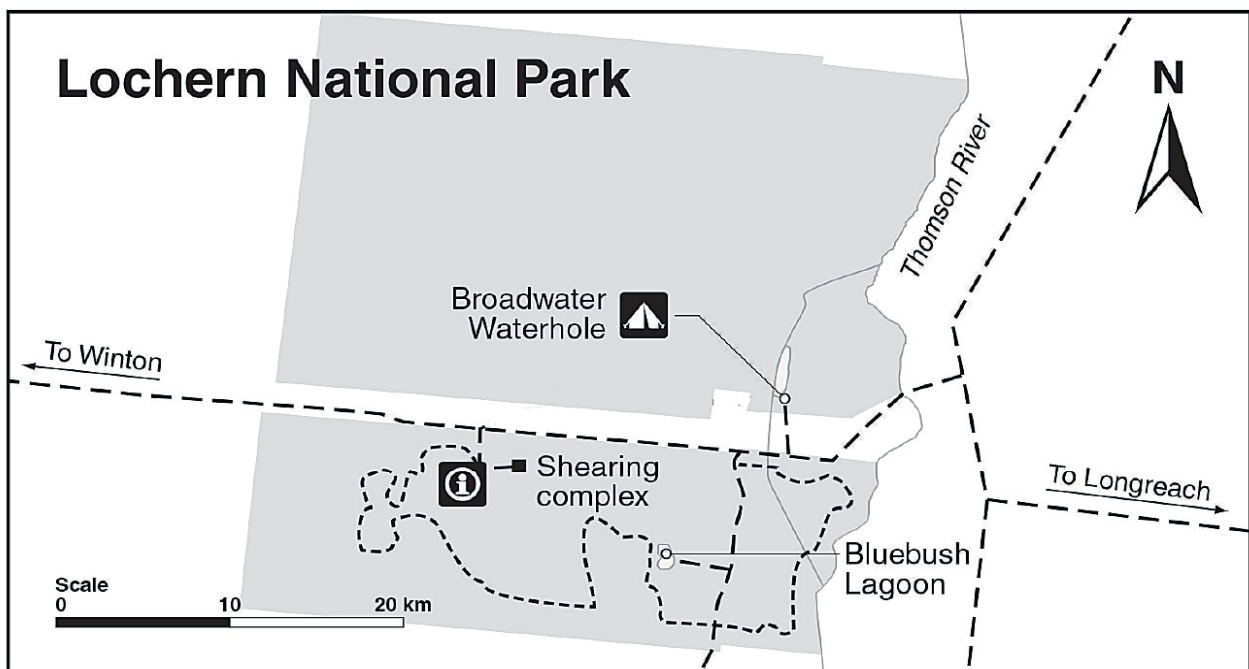 Lochern National Park
N
Thomson River
Broadwater
Waterhole
To Winton
i
Shearing
complex
To Longreach
Bluebush
Lagoon
Scale
0 10 20 km